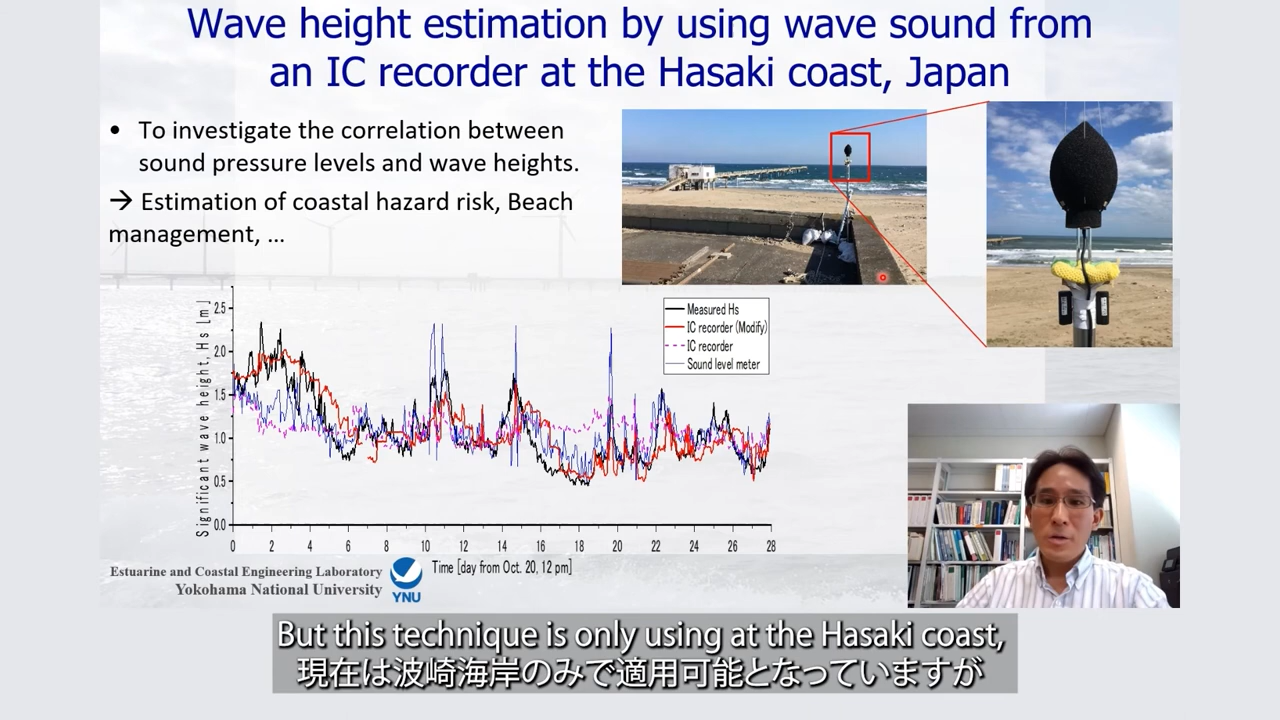 Wave height estimation by using wave sound from
an IC recorder at the Hasaki coast, Japan
• To investigate the correlation between
sound pressure levels and wave heights.
→ Estimation of coastal hazard risk, Beach
management, ...
Significant wave height, Hs [m]
2.5
2.0
1.5
1.0
0.5
0.0
Measured Hs
IC recorder (Modify)
IC recorder
Sound level meter
0 2 4 6 8 10 12 14 16 18 20 22 24 26 28
Time [day from Oct. 20, 12 pm]
Estuarine and Coastal Engineering Laboratory
Yokohama National University
YNU
But this technique is only using at the Hasaki coast,
現在は波崎海岸のみで適用可能となっていますが